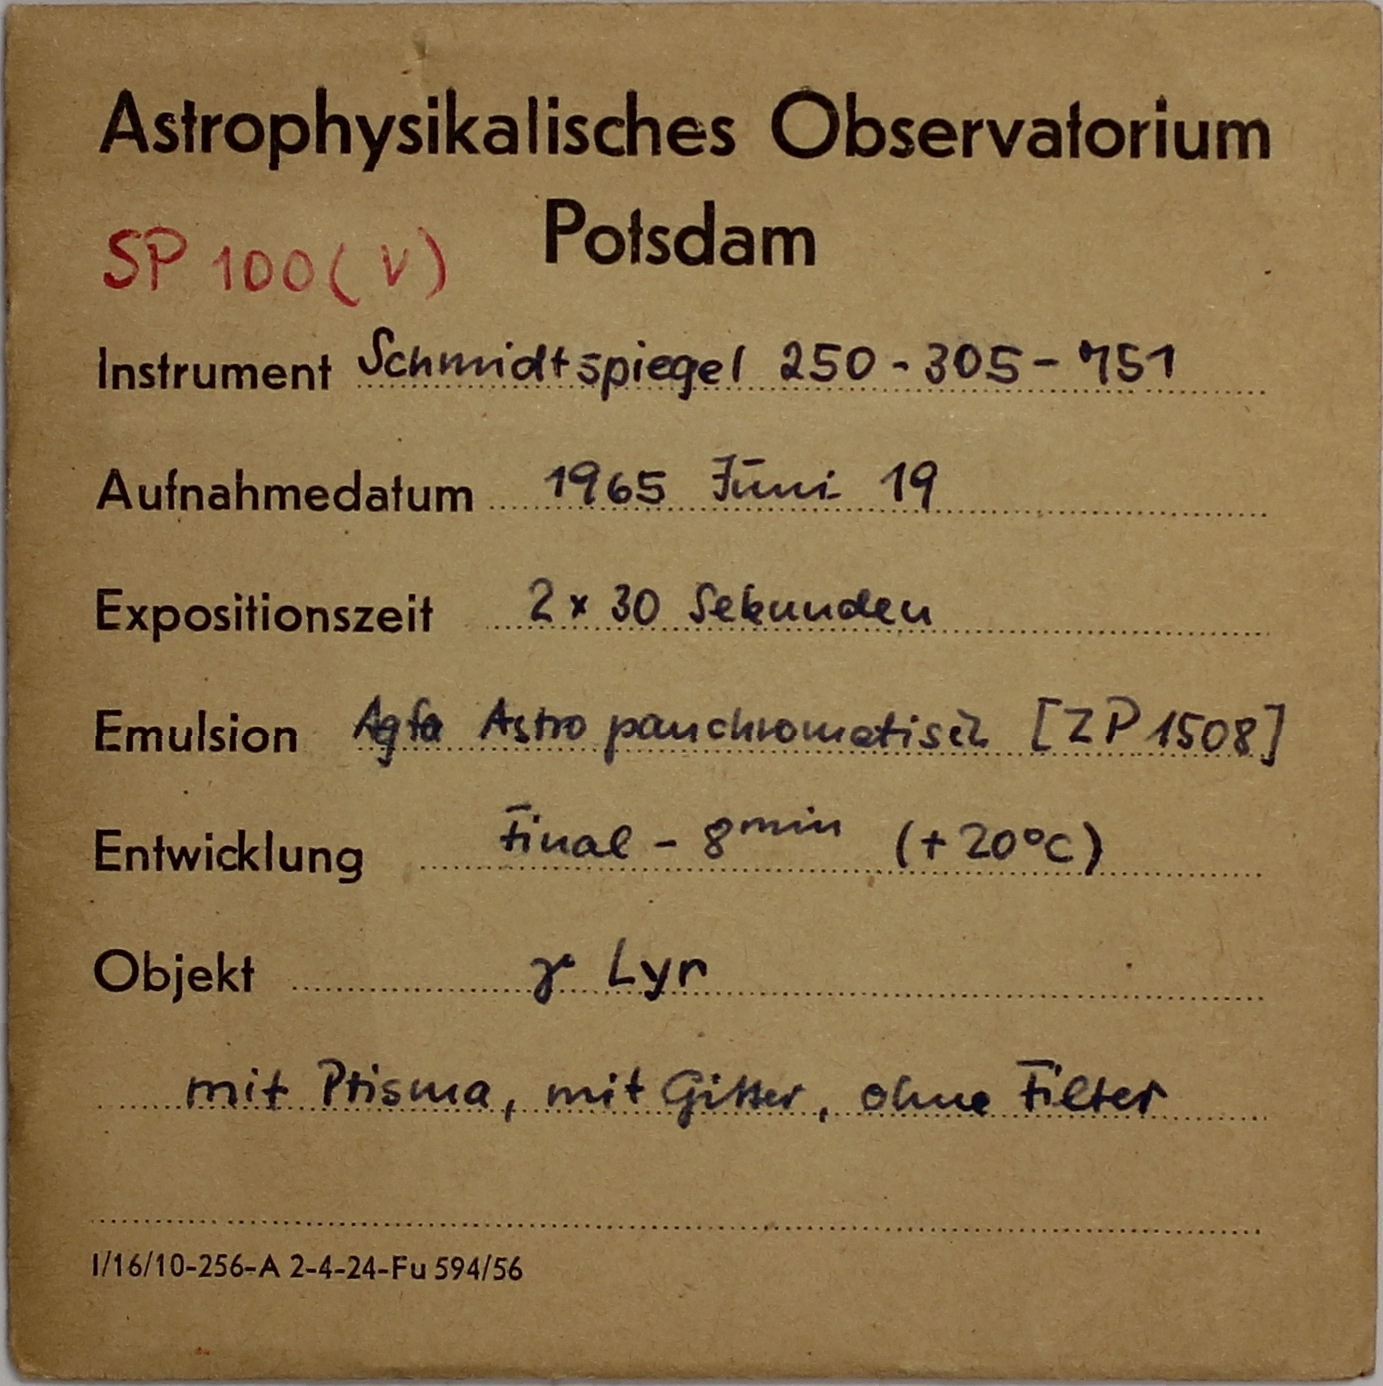 Astrophysikalisches Observatorium
Potsdam
SP 100 (V)
Instrument Schmidtspiegel 250 - 305 - 751
Aufnahmedatum 1965 Juni 19
Expositionszeit 2 x 30 Sekunden
Emulsion Agfa Astro panchromatisch [ZP 1508]
Entwicklung Final - 8min (+20°C)
Objekt γ Lyr
mit Prisma, mit Gitter, ohne Filter
I/16/10-256-A 2-4-24-Fu 594/56